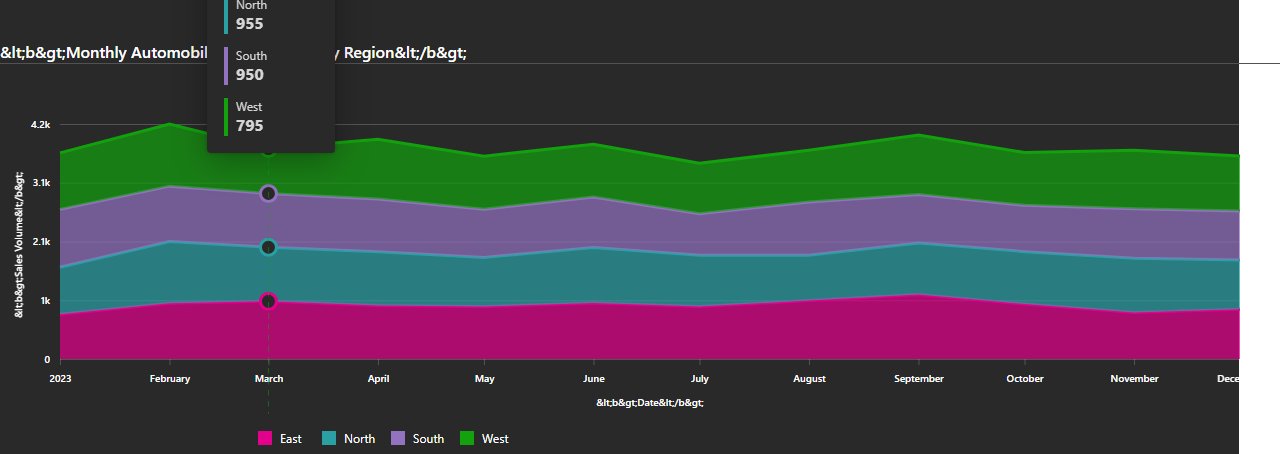 North
955
&lt;b&gt;Monthly Automobil y Region&lt;/b&gt;
South
950
West
795
4.2k
3.1k
2.1k
1k
0
&lt;b&gt;Sales Volume&lt;/b&gt;
2023 February March April May June July August September October November Dece
&lt;b&gt;Date&lt;/b&gt;
East North South West